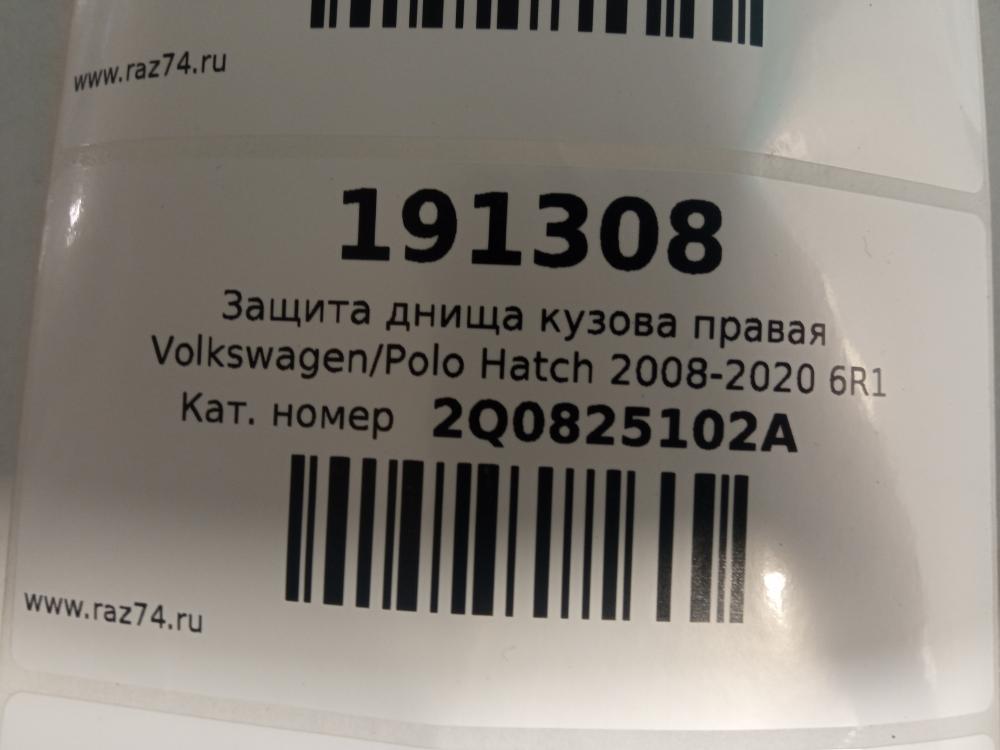 www.raz74.ru
191308
Защита днища кузова правая
Volkswagen/Polo Hatch 2008-2020 6R1
Кат. номер 2Q0825102A
www.raz74.ru